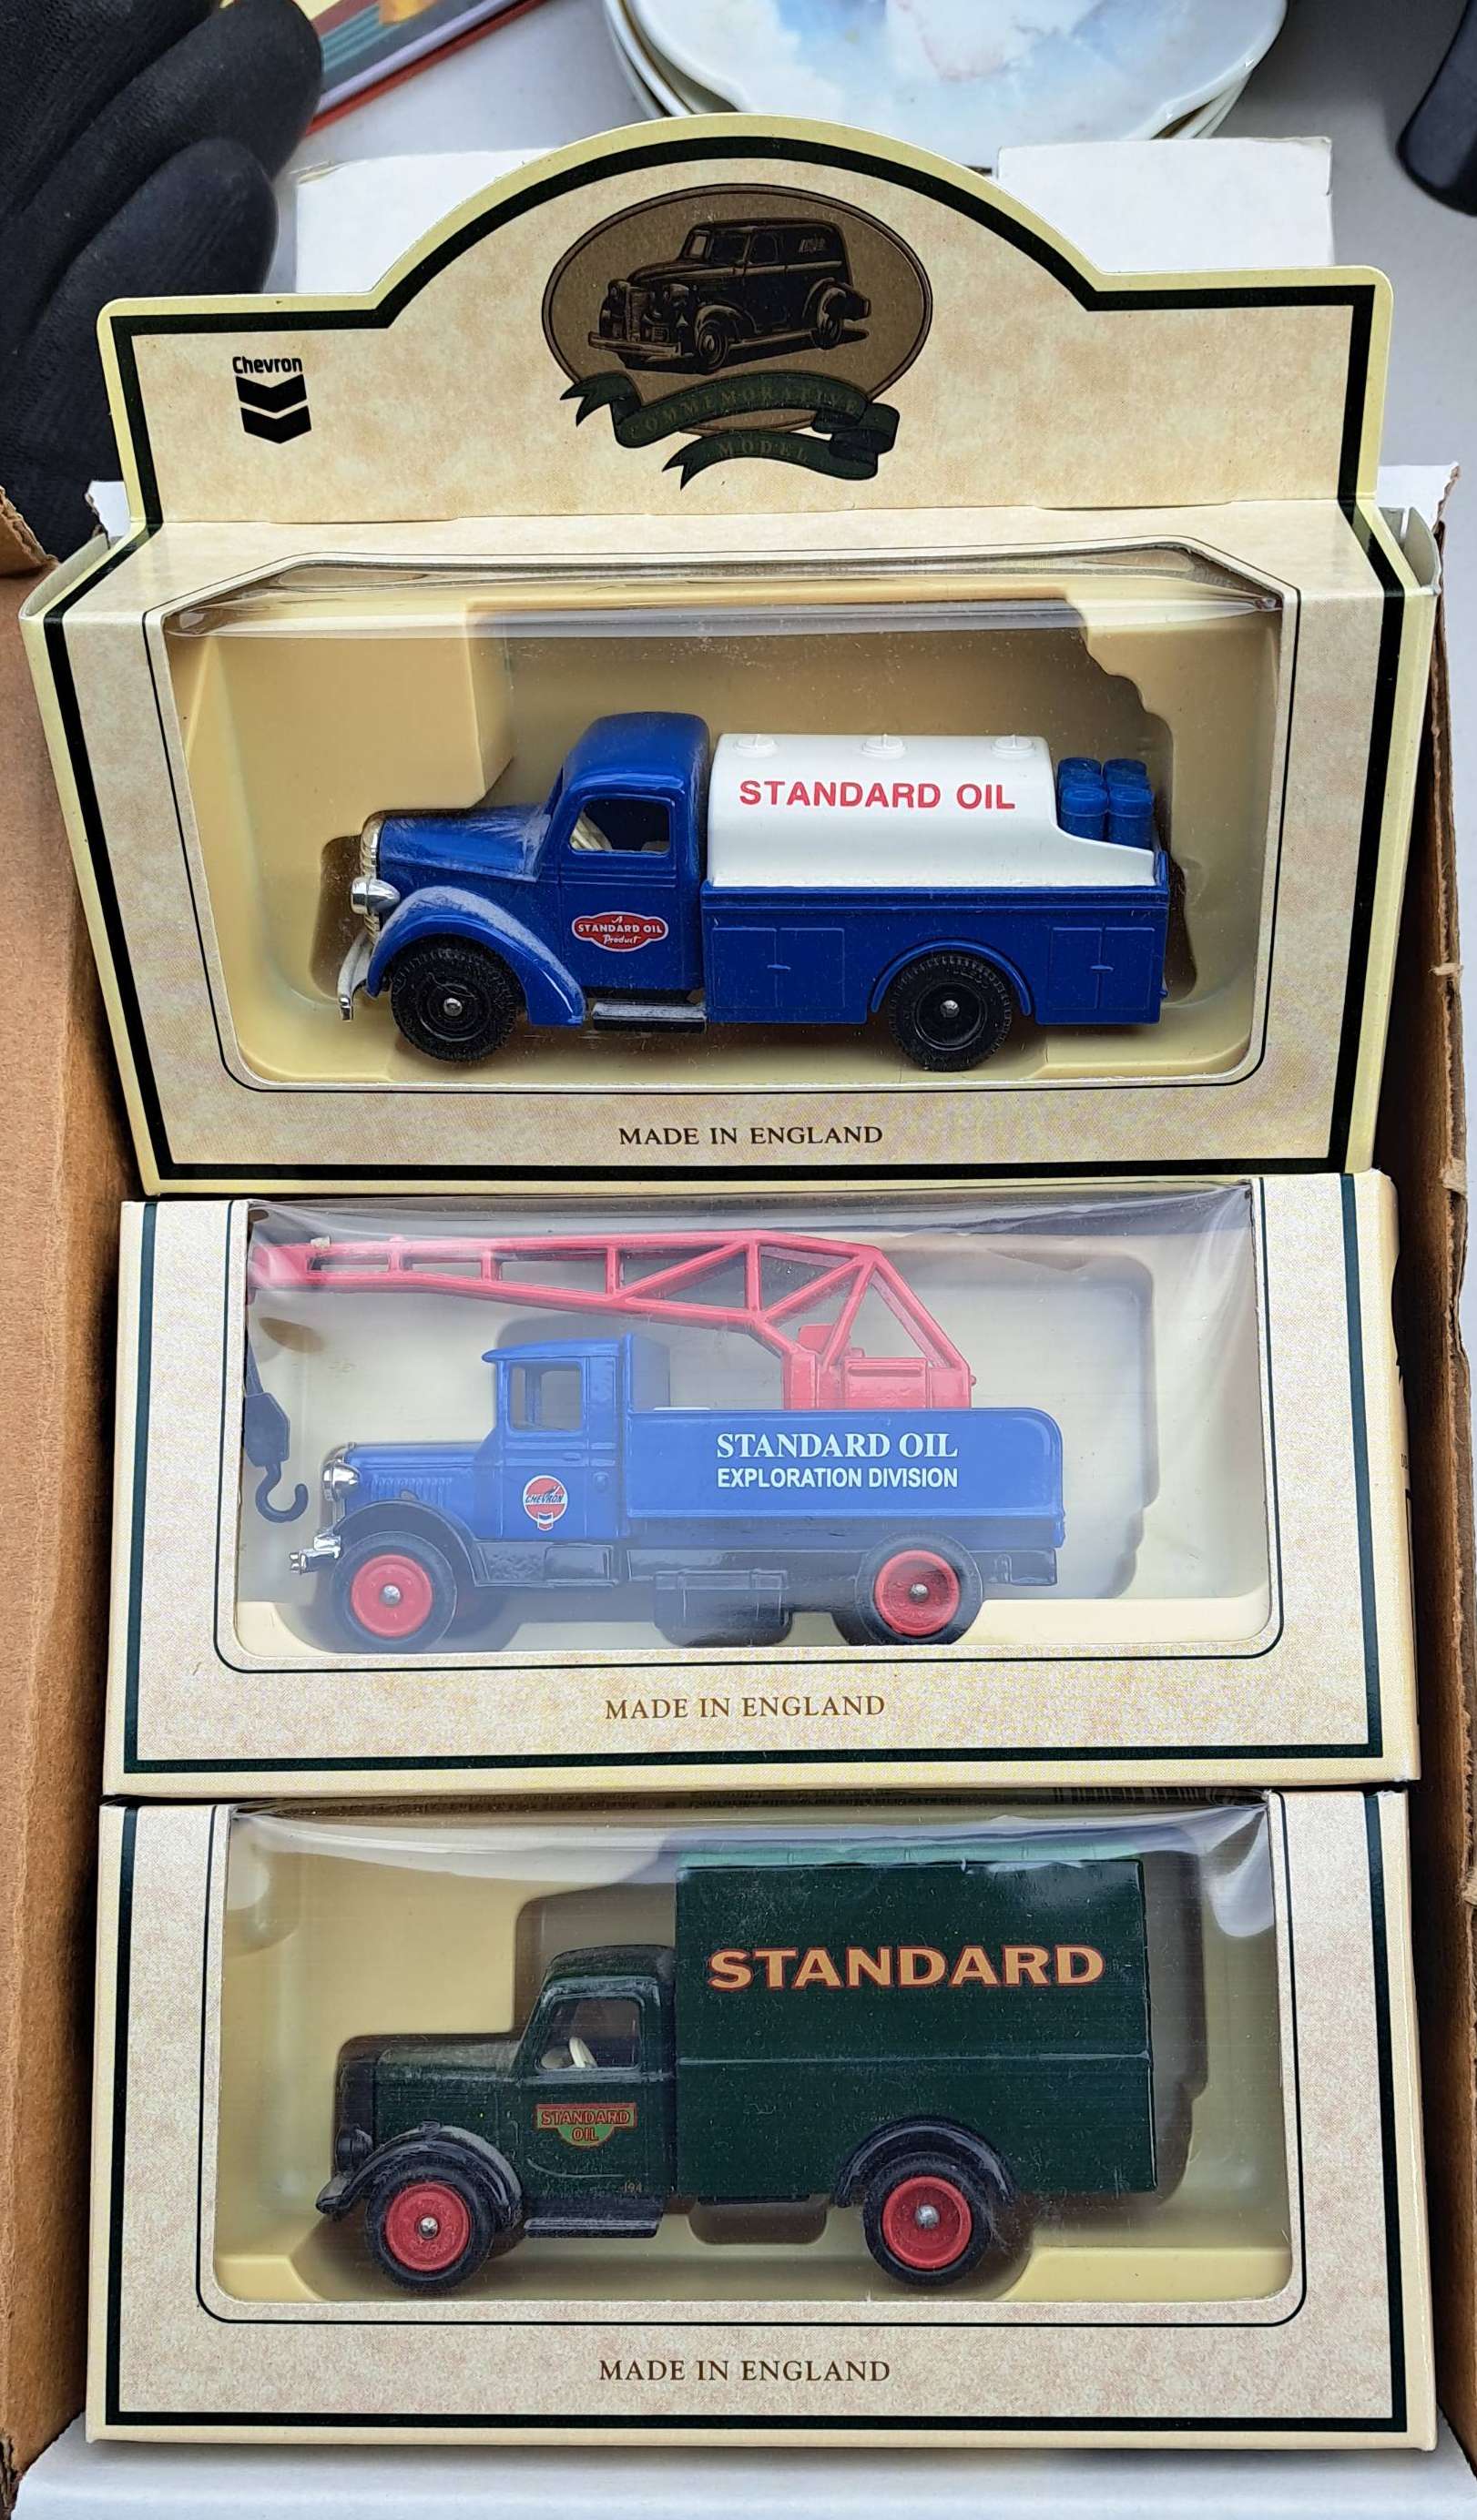 Chevron
COMMEMORATIVE
MODEL
STANDARD OIL
A
STANDARD OIL
Product
MADE IN ENGLAND
STANDARD OIL
EXPLORATION DIVISION
CHEVRON
MADE IN ENGLAND
STANDARD
STANDARD
OIL
MADE IN ENGLAND